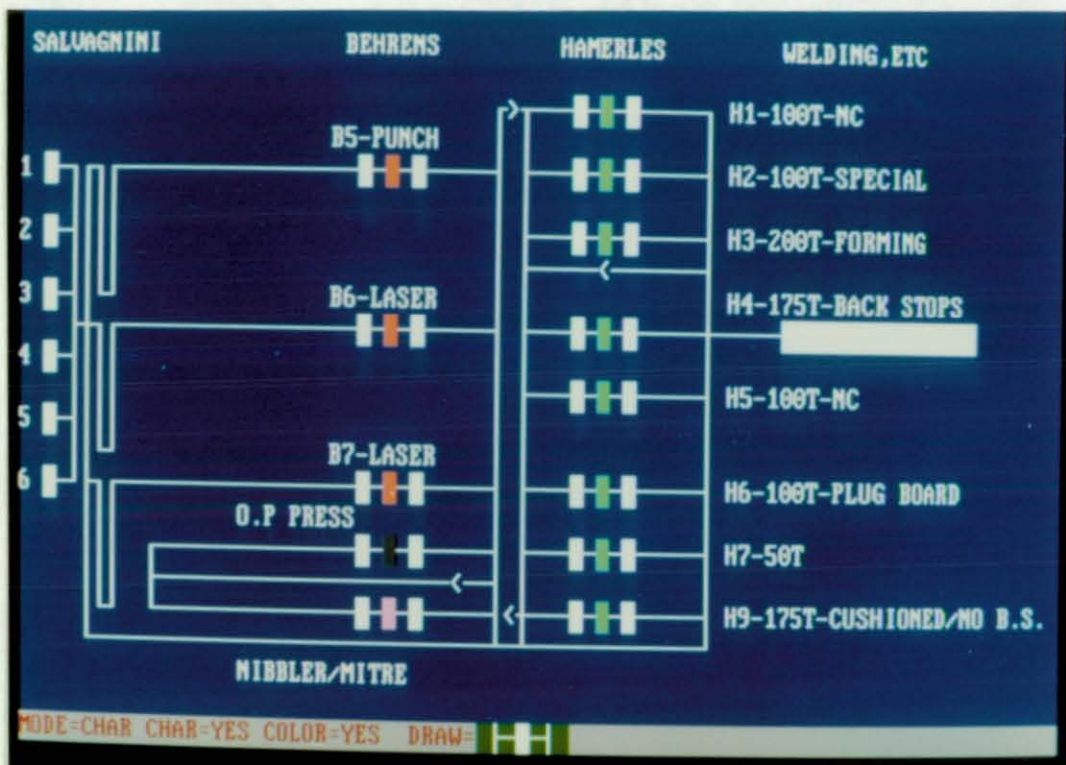 SALVAGNINI BEHRENS HAMERLES WELDING,ETC
H1-100T-NC
B5-PUNCH
1
H2-100T-SPECIAL
2
H3-200T-FORMING
3
B6-LASER
H4-175T-BACK STOPS
4
H5-100T-NC
5
B7-LASER
6
H6-100T-PLUG BOARD
O.P PRESS
H7-50T
H9-175T-CUSHIONED/NO B.S.
NIBBLER/MITRE
MODE=CHAR CHAR=YES COLOR=YES DRAW=